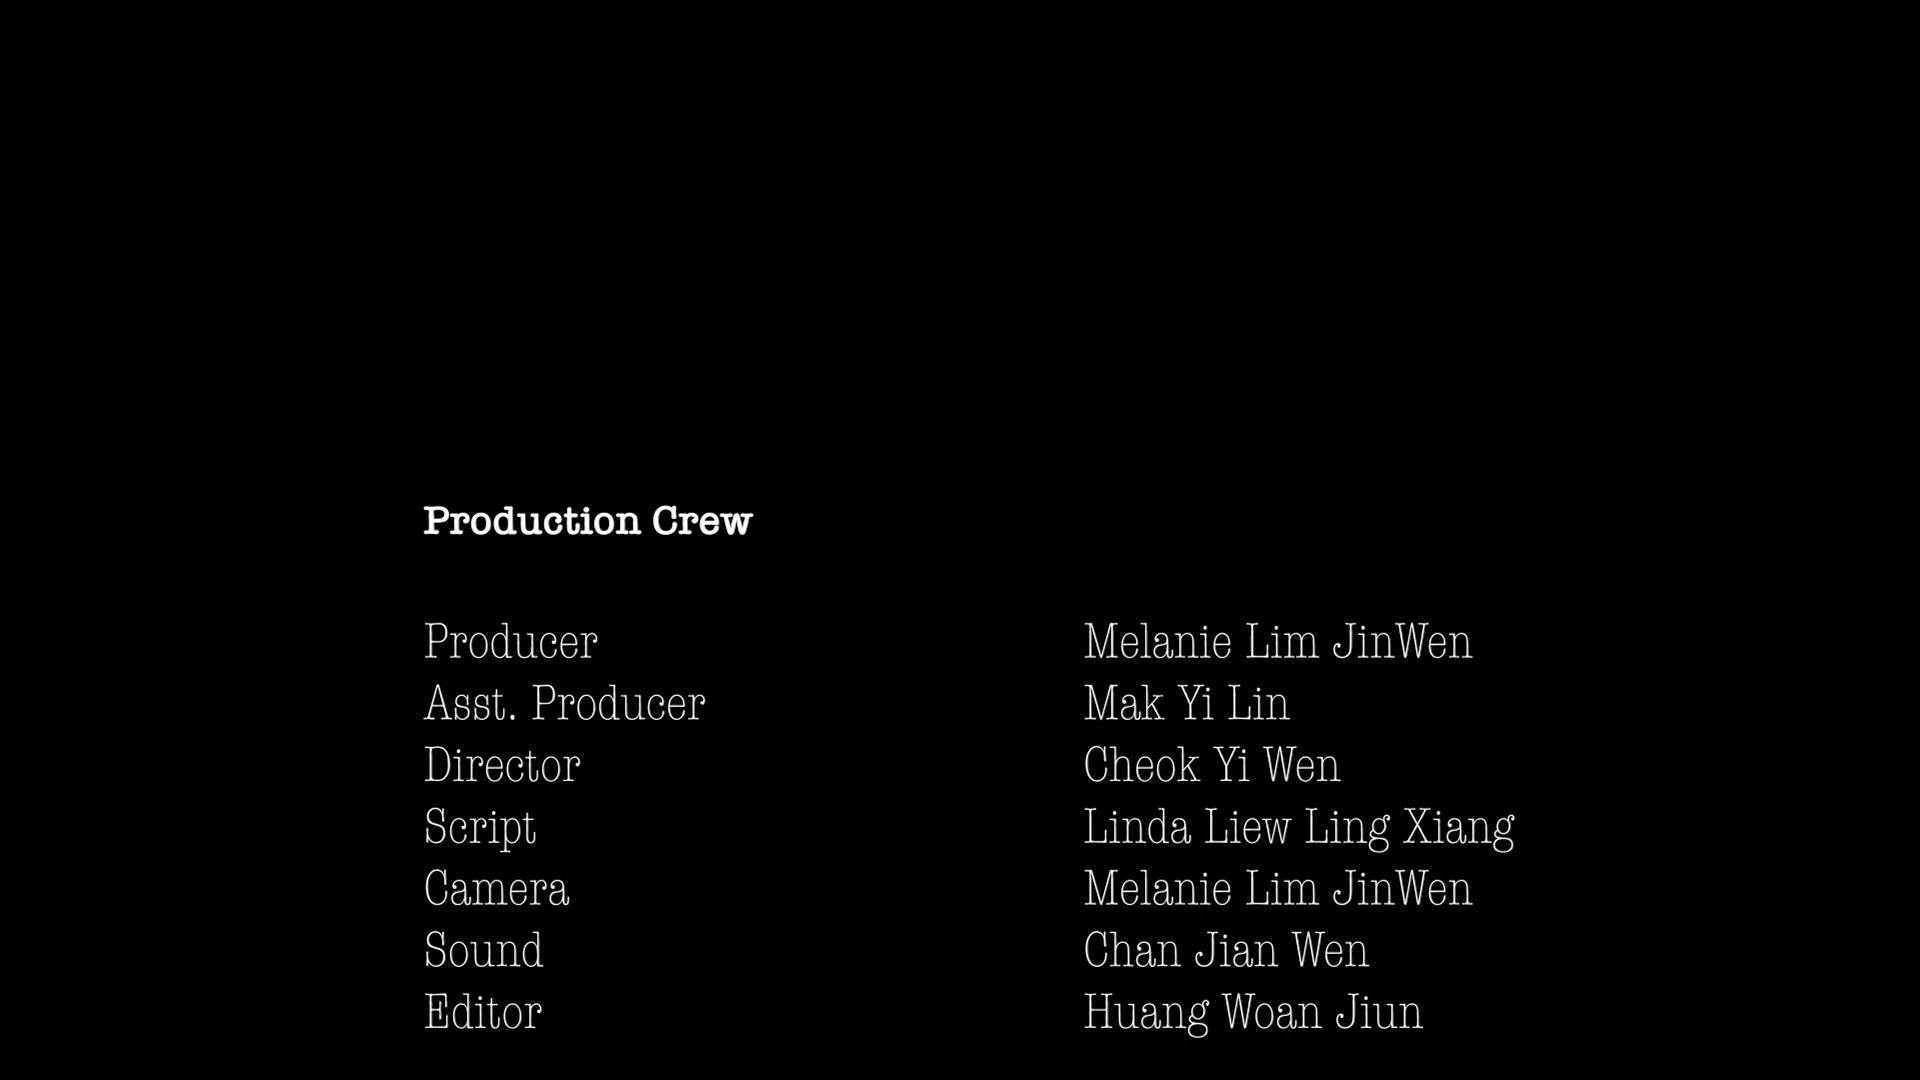 Production Crew
Producer Melanie Lim JinWen
Asst. Producer Mak Yi Lin
Director Cheok Yi Wen
Script Linda Liew Ling Xiang
Camera Melanie Lim JinWen
Sound Chan Jian Wen
Editor Huang Woan Jiun